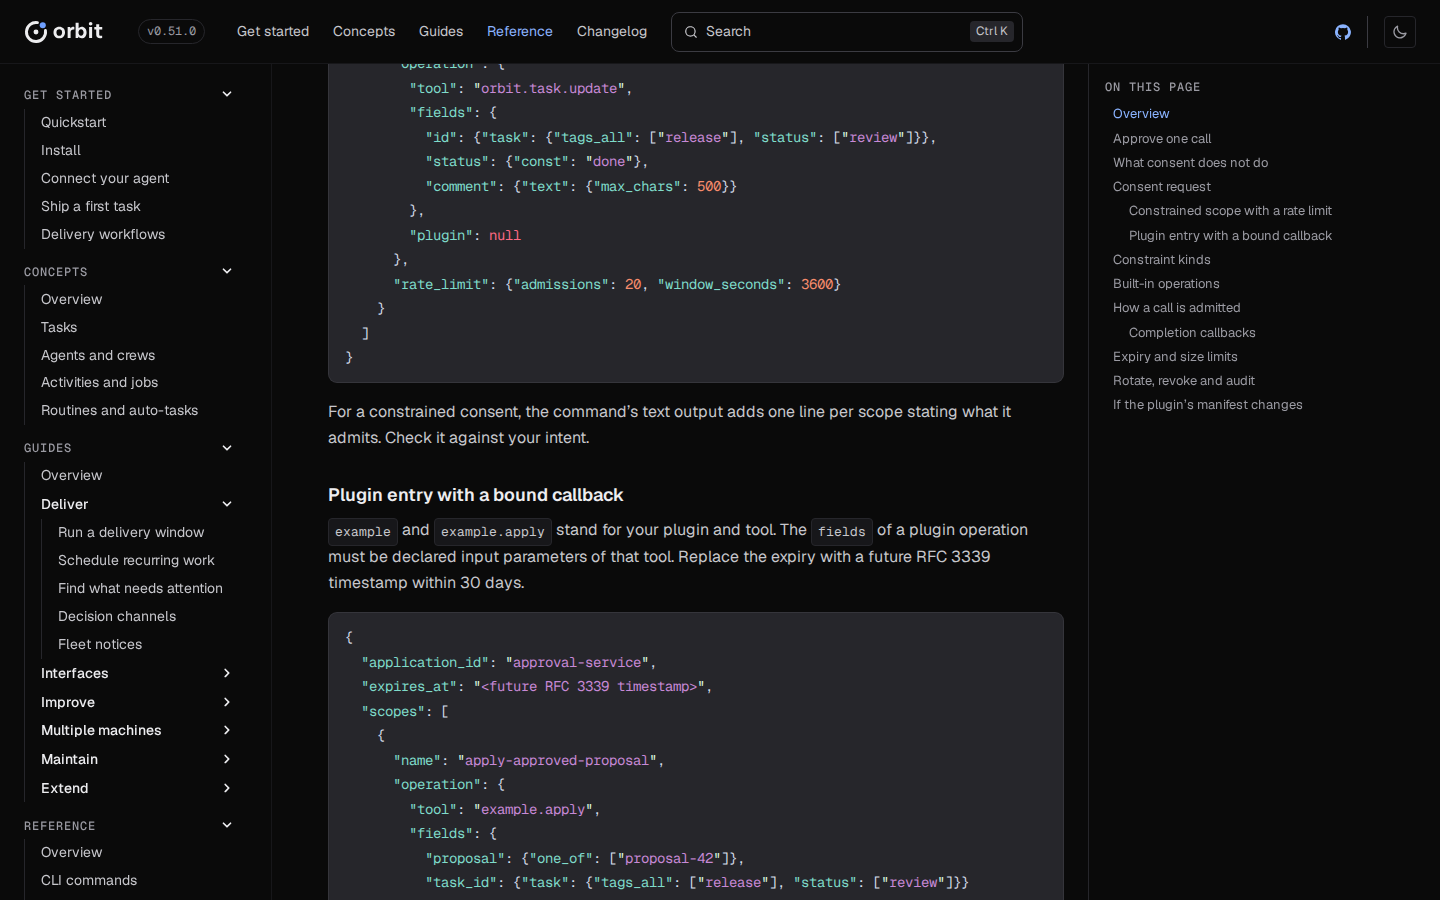 orbit
v0.51.0
Get started
Concepts
Guides
Reference
Changelog
Search
Ctrl K
GET STARTED
Quickstart
Install
Connect your agent
Ship a first task
Delivery workflows
CONCEPTS
Overview
Tasks
Agents and crews
Activities and jobs
Routines and auto-tasks
GUIDES
Overview
Deliver
Run a delivery window
Schedule recurring work
Find what needs attention
Decision channels
Fleet notices
Interfaces
Improve
Multiple machines
Maintain
Extend
REFERENCE
Overview
CLI commands
"operation": {
"tool": "orbit.task.update",
"fields": {
"id": {"task": {"tags_all": ["release"], "status": ["review"]}},
"status": {"const": "done"},
"comment": {"text": {"max_chars": 500}}
},
"plugin": null
},
"rate_limit": {"admissions": 20, "window_seconds": 3600}
}
]
}
For a constrained consent, the command’s text output adds one line per scope stating what it
admits. Check it against your intent.
Plugin entry with a bound callback
example and example.apply stand for your plugin and tool. The fields of a plugin operation
must be declared input parameters of that tool. Replace the expiry with a future RFC 3339
timestamp within 30 days.
{
"application_id": "approval-service",
"expires_at": "<future RFC 3339 timestamp>",
"scopes": [
{
"name": "apply-approved-proposal",
"operation": {
"tool": "example.apply",
"fields": {
"proposal": {"one_of": ["proposal-42"]},
"task_id": {"task": {"tags_all": ["release"], "status": ["review"]}}
ON THIS PAGE
Overview
Approve one call
What consent does not do
Consent request
Constrained scope with a rate limit
Plugin entry with a bound callback
Constraint kinds
Built-in operations
How a call is admitted
Completion callbacks
Expiry and size limits
Rotate, revoke and audit
If the plugin’s manifest changes